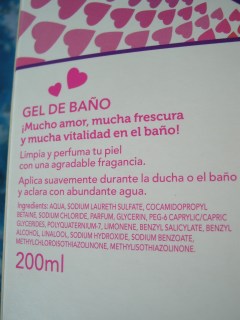 GEL DE BAÑO
¡Mucho amor, mucha frescura
y mucha vitalidad en el baño!
Limpia y perfuma tu piel
con una agradable fragancia.
Aplica suavemente durante la ducha o el baño
y aclara con abundante agua.
Ingredients: AQUA, SODIUM LAURETH SULFATE, COCAMIDOPROPYL
BETAINE, SODIUM CHLORIDE, PARFUM, GLYCERIN, PEG-6 CAPRYLIC/CAPRIC
GLYCERIDES, POLYQUATERNIUM-7, LIMONENE, BENZYL SALICYLATE, BENZYL
ALCOHOL, LINALOOL, SODIUM HYDROXIDE, SODIUM BENZOATE,
METHYLCHLOROISOTHIAZOLINONE, METHYLISOTHIAZOLINONE.
200ml